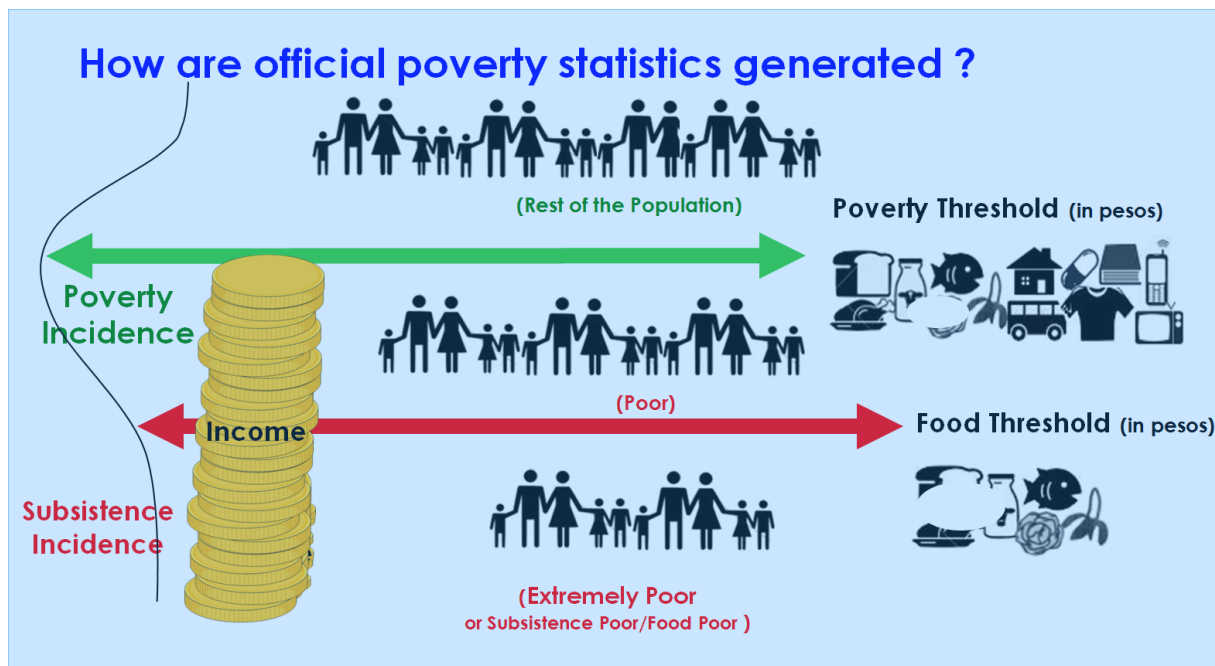 How are official poverty statistics generated ?
(Rest of the Population)
Poverty Threshold (in pesos)
Poverty
Incidence
(Poor)
Income
Food Threshold (in pesos)
Subsistence
Incidence
(Extremely Poor
or Subsistence Poor/Food Poor )